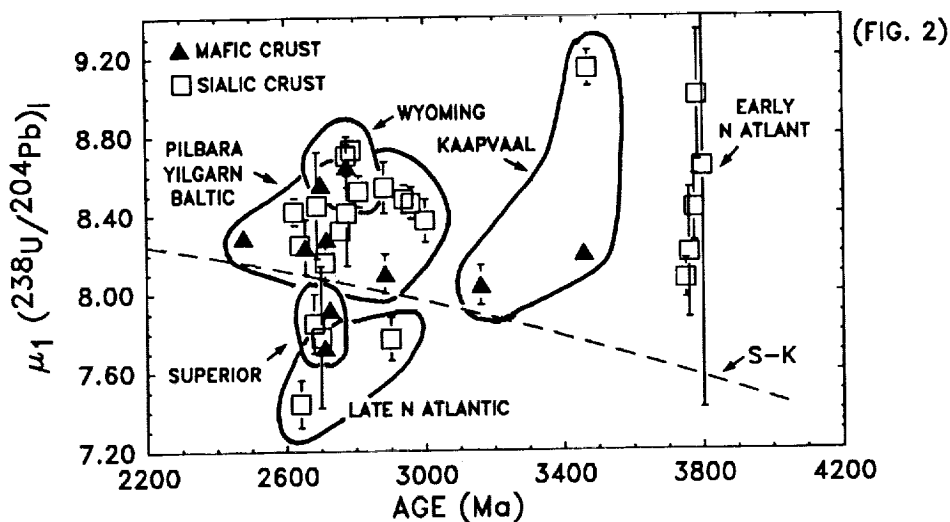 (FIG. 2)
9.20
8.80
8.40
8.00
7.60
7.20
μ1 (238U/204Pb)I
▲ MAFIC CRUST
□ SIALIC CRUST
WYOMING
PILBARA
YILGARN
BALTIC
KAAPVAAL
EARLY
N ATLANT
SUPERIOR
LATE N ATLANTIC
S-K
2200 2600 3000 3400 3800 4200
AGE (Ma)